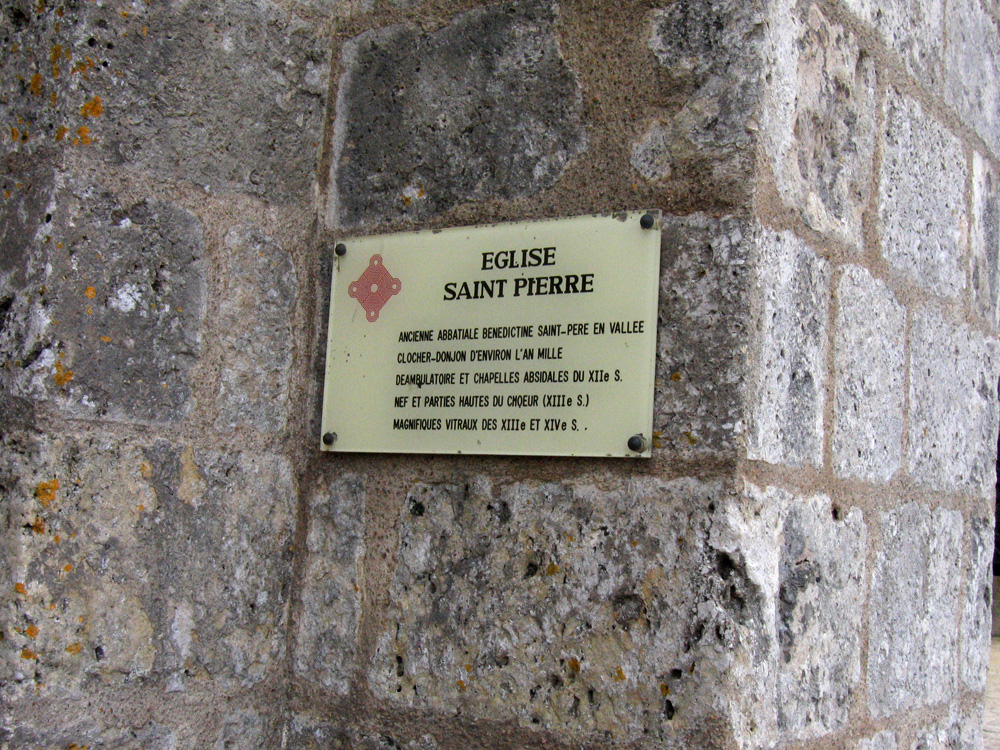 EGLISE
SAINT PIERRE
ANCIENNE ABBATIALE BENEDICTINE SAINT-PERE EN VALLEE
CLOCHER-DONJON D'ENVIRON L'AN MILLE
DEAMBULATOIRE ET CHAPELLES ABSIDALES DU XIIe S.
NEF ET PARTIES HAUTES DU CHOEUR (XIIIe S.)
MAGNIFIQUES VITRAUX DES XIIIe ET XIVe S. .